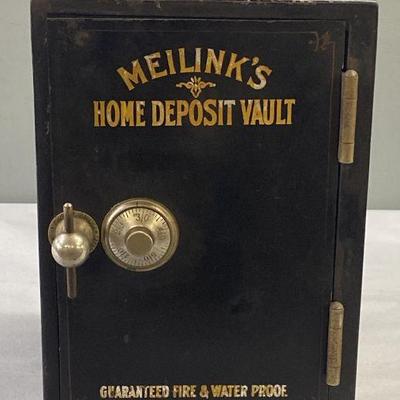 MEILINK'S
HOME DEPOSIT VAULT
GUARANTEED FIRE & WATER PROOF